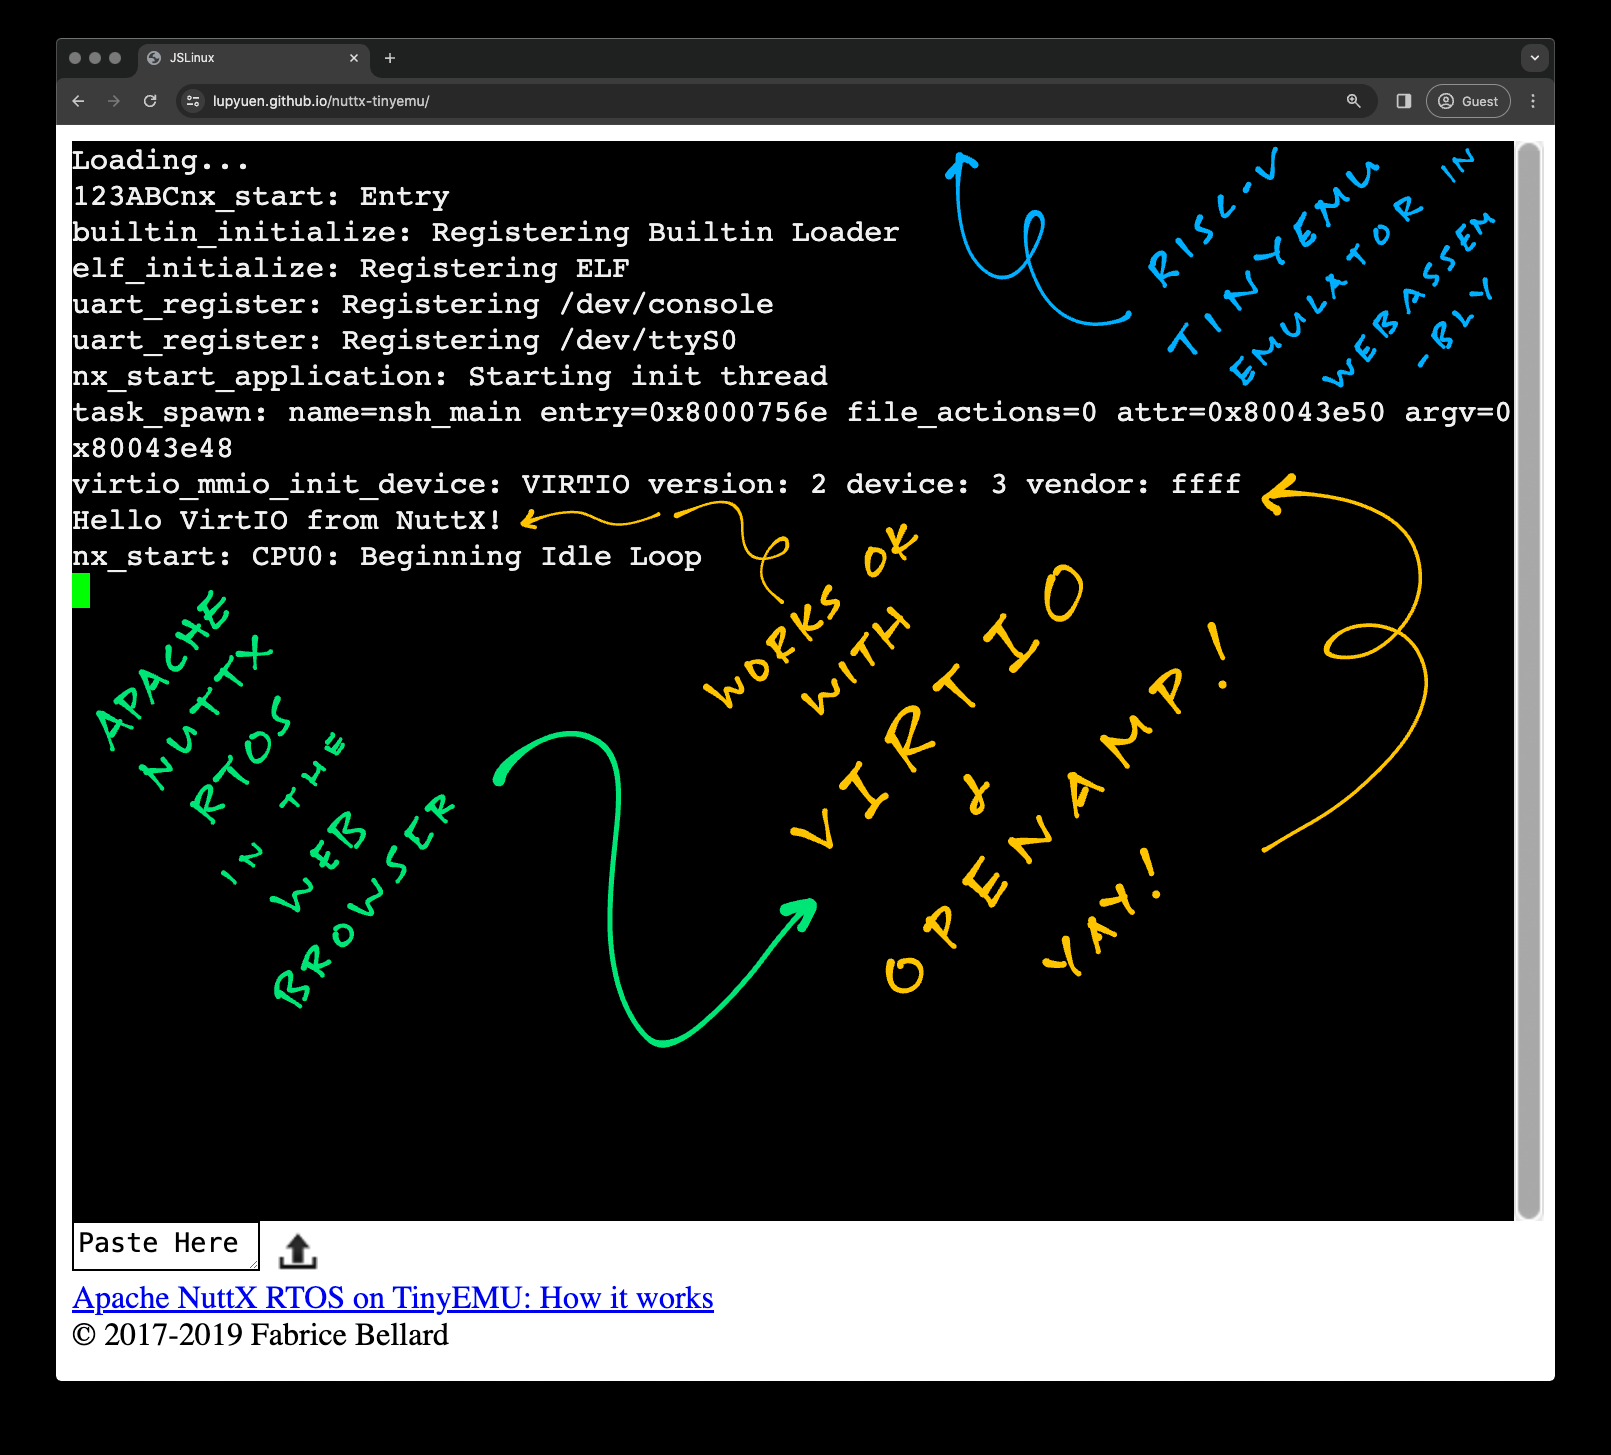 JSLinux
lupyuen.github.io/nuttx-tinyemu/
Guest
Loading...
123ABCnx_start: Entry
builtin_initialize: Registering Builtin Loader
elf_initialize: Registering ELF
uart_register: Registering /dev/console
uart_register: Registering /dev/ttyS0
nx_start_application: Starting init thread
task_spawn: name=nsh_main entry=0x8000756e file_actions=0 attr=0x80043e50 argv=0
x80043e48
virtio_mmio_init_device: VIRTIO version: 2 device: 3 vendor: ffff
Hello VirtIO from NuttX!
nx_start: CPU0: Beginning Idle Loop
RISC-V
TINYEMU
EMULATOR IN
WEBASSEM
-BLY
WORKS OK
WITH
VIRTIO
&
OPENAMP!
YAY!
APACHE
NUTTX
RTOS
IN THE
WEB
BROWSER
Paste Here
Apache NuttX RTOS on TinyEMU: How it works
© 2017-2019 Fabrice Bellard